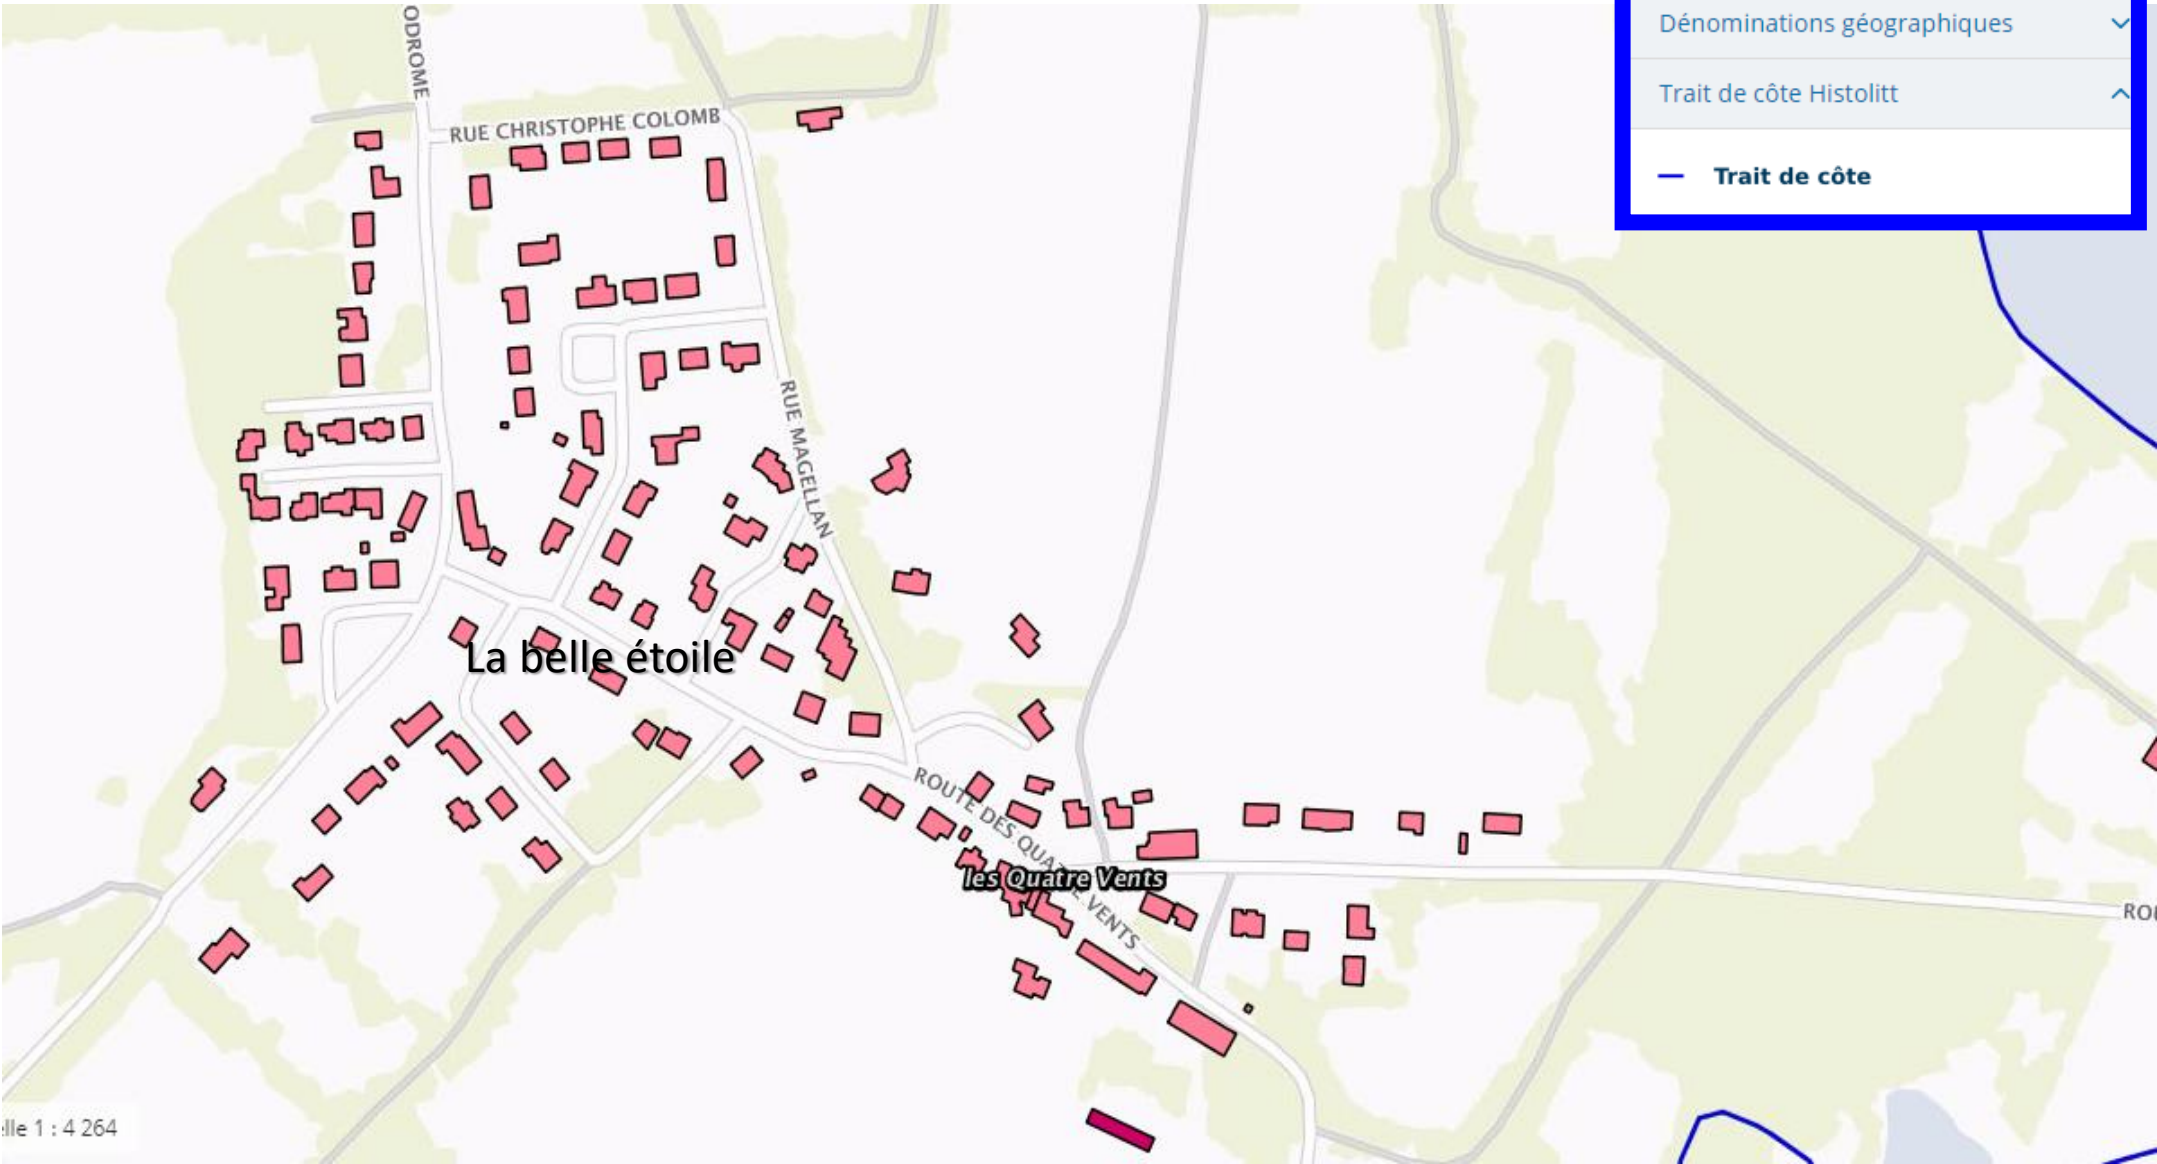 Dénominations géographiques
Trait de côte Histolitt
Trait de côte
ODROME
RUE CHRISTOPHE COLOMB
RUE MAGELLAN
La belle étoile
ROUTE DES QUATRE VENTS
les Quatre Vents
ROU
elle 1 : 4 264